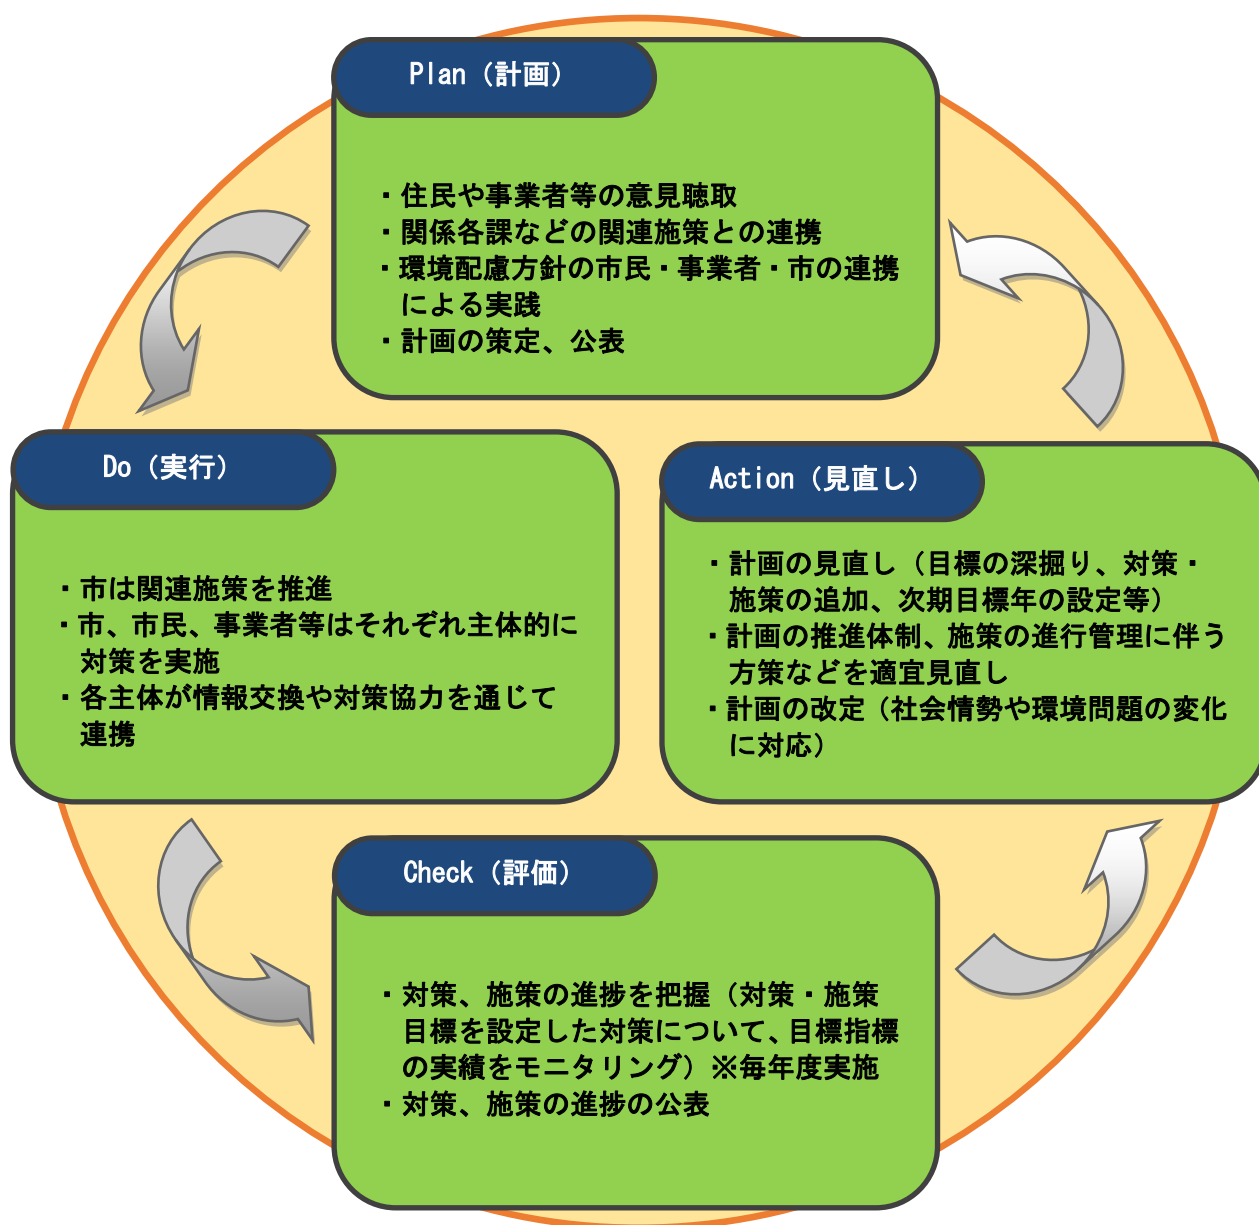 Plan（計画）
・住民や事業者等の意見聴取
・関係各課などの関連施策との連携
・環境配慮方針の市民・事業者・市の連携
による実践
・計画の策定、公表
Do（実行）
・市は関連施策を推進
・市、市民、事業者等はそれぞれ主体的に
対策を実施
・各主体が情報交換や対策協力を通じて
連携
Action（見直し）
・計画の見直し（目標の深掘り、対策・
施策の追加、次期目標年の設定等）
・計画の推進体制、施策の進行管理に伴う
方策などを適宜見直し
・計画の改定（社会情勢や環境問題の変化
に対応）
Check（評価）
・対策、施策の進捗を把握（対策・施策
目標を設定した対策について、目標指標
の実績をモニタリング）※毎年度実施
・対策、施策の進捗の公表